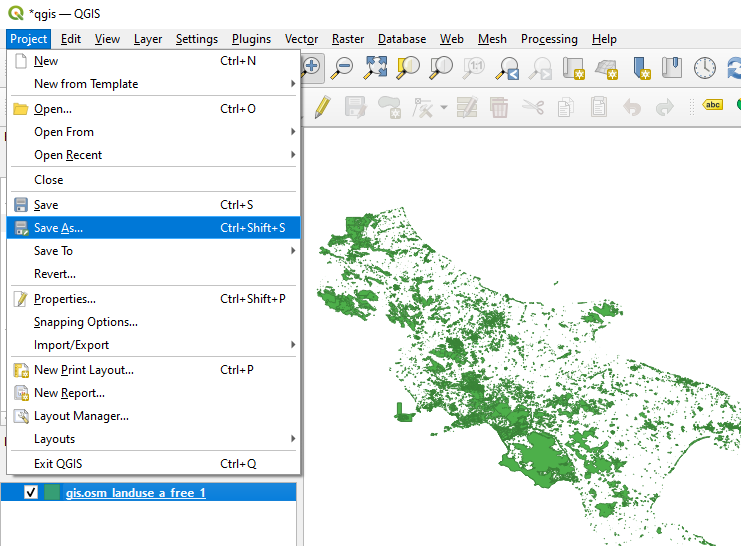 *qgis — QGIS
Project Edit View Layer Settings Plugins Vector Raster Database Web Mesh Processing Help
New Ctrl+N
New from Template
Open... Ctrl+O
Open From
Open Recent
Close
Save Ctrl+S
Save As... Ctrl+Shift+S
Save To
Revert...
Properties... Ctrl+Shift+P
Snapping Options...
Import/Export
New Print Layout... Ctrl+P
New Report...
Layout Manager...
Layouts
Exit QGIS Ctrl+Q
1:1
abc
gis.osm_landuse_a_free_1